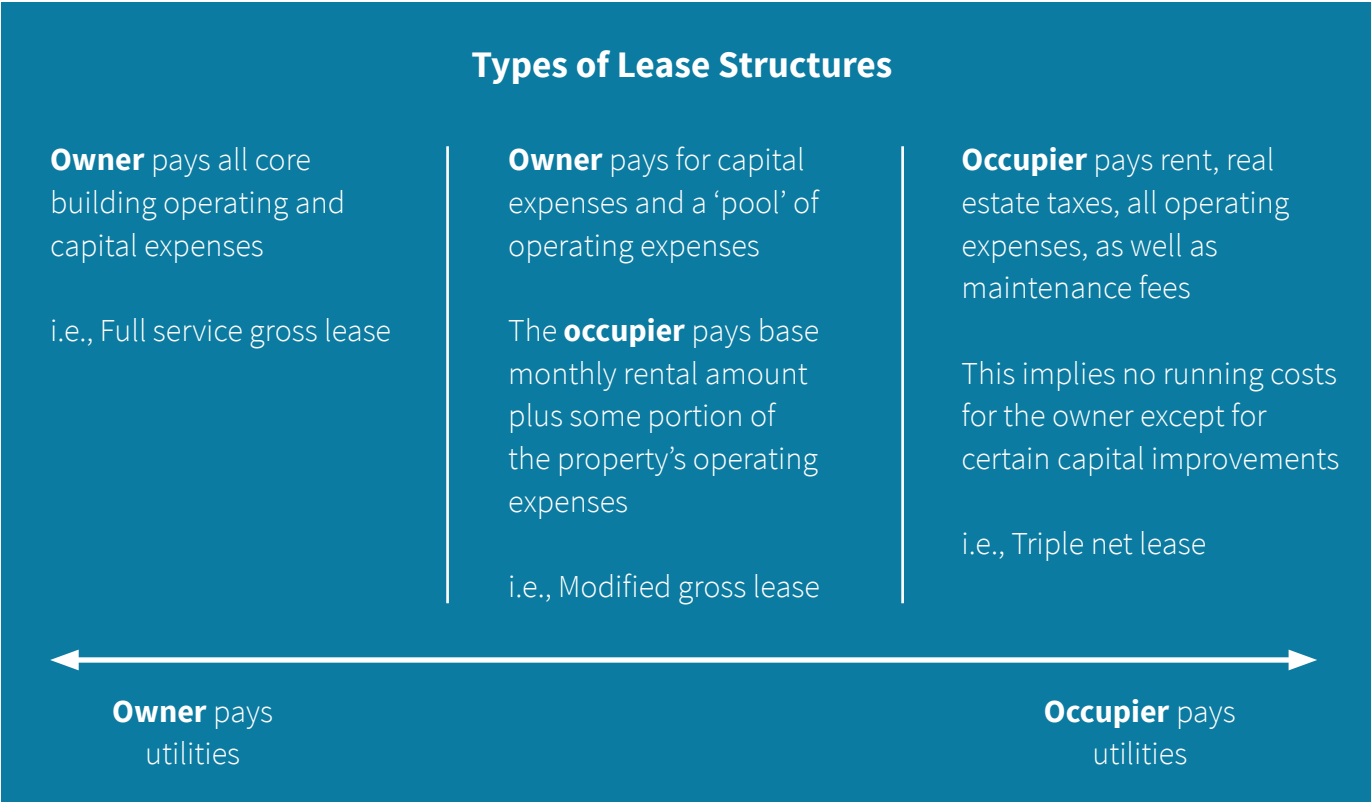 Types of Lease Structures
Owner pays all core
building operating and
capital expenses
i.e., Full service gross lease
Owner pays for capital
expenses and a ‘pool’ of
operating expenses
The occupier pays base
monthly rental amount
plus some portion of
the property’s operating
expenses
i.e., Modified gross lease
Occupier pays rent, real
estate taxes, all operating
expenses, as well as
maintenance fees
This implies no running costs
for the owner except for
certain capital improvements
i.e., Triple net lease
Owner pays
utilities
Occupier pays
utilities